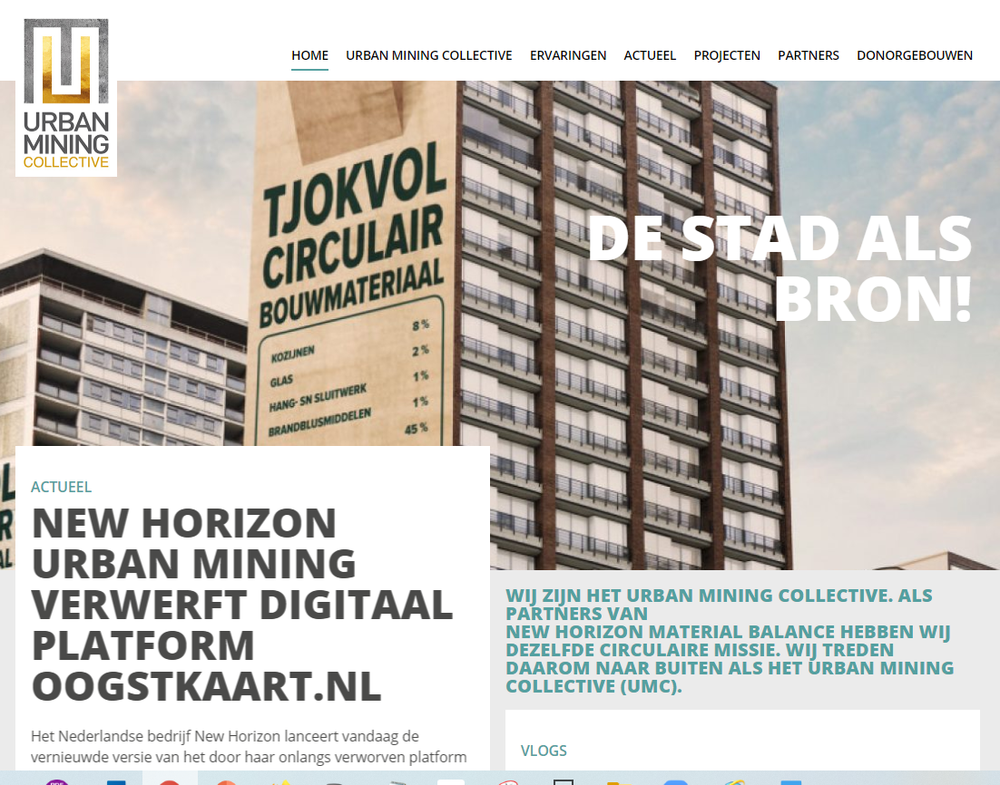 URBAN
MINING
COLLECTIVE
HOME URBAN MINING COLLECTIVE ERVARINGEN ACTUEEL PROJECTEN PARTNERS DONORGEBOUWEN
TJOKVOL
CIRCULAIR
BOUWMATERIAAL
8%
KOZIJNEN 2%
GLAS 1%
HANG- SN SLUITWERK 1%
BRANDBLUSMIDDELEN 45%
DE STAD ALS
BRON!
ACTUEEL
NEW HORIZON
URBAN MINING
VERWERFT DIGITAAL
PLATFORM
OOGSTKAART.NL
Het Nederlandse bedrijf New Horizon lanceert vandaag de
vernieuwde versie van het door haar onlangs verworven platform
WIJ ZIJN HET URBAN MINING COLLECTIVE. ALS
PARTNERS VAN
NEW HORIZON MATERIAL BALANCE HEBBEN WIJ
DEZELFDE CIRCULAIRE MISSIE. WIJ TREDEN
DAAROM NAAR BUITEN ALS HET URBAN MINING
COLLECTIVE (UMC).
VLOGS